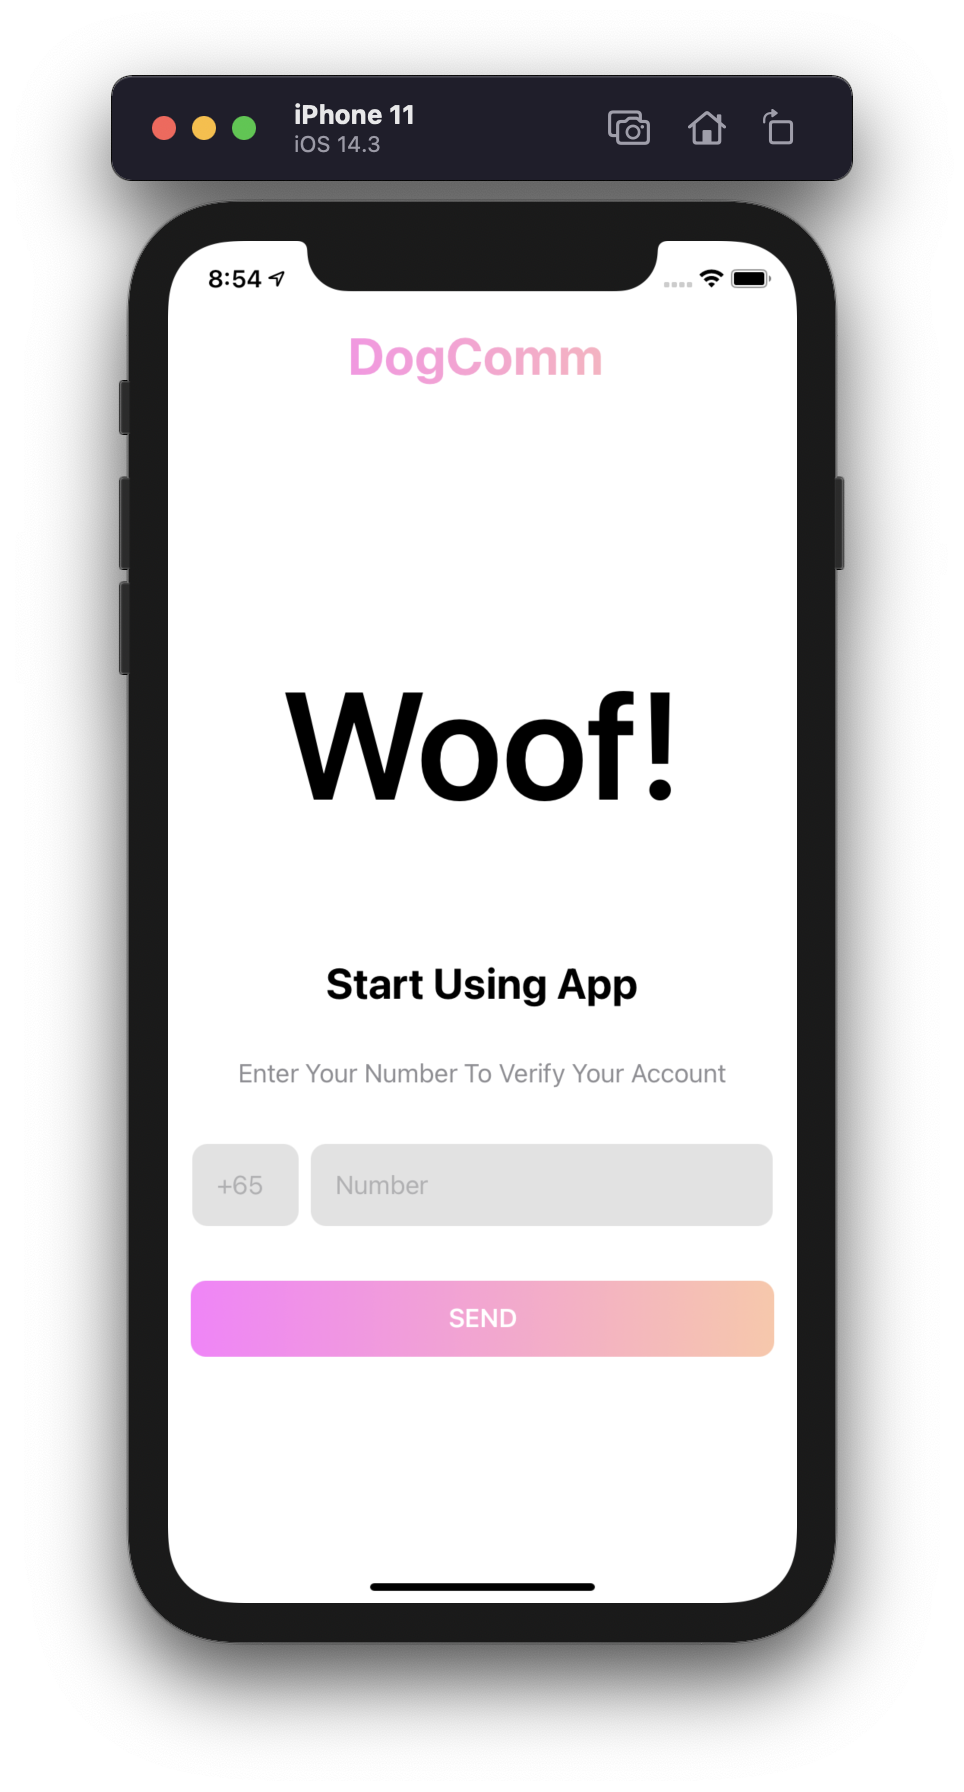 iPhone 11
iOS 14.3
8:54
DogComm
Woof!
Start Using App
Enter Your Number To Verify Your Account
+65 Number
SEND